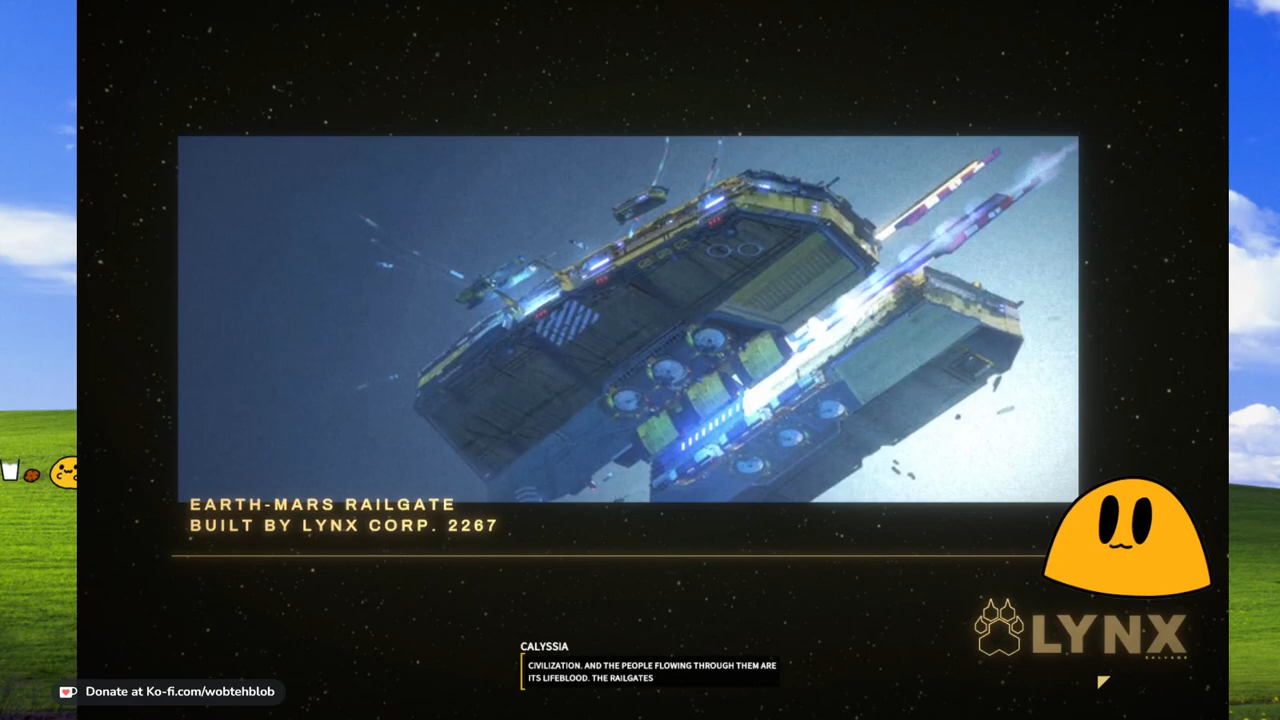 EARTH-MARS RAILGATE
BUILT BY LYNX CORP. 2267
LYNX
SALVAGE
CALYSSIA
CIVILIZATION. AND THE PEOPLE FLOWING THROUGH THEM ARE
ITS LIFEBLOOD. THE RAILGATES
Donate at Ko-fi.com/wobtehblob